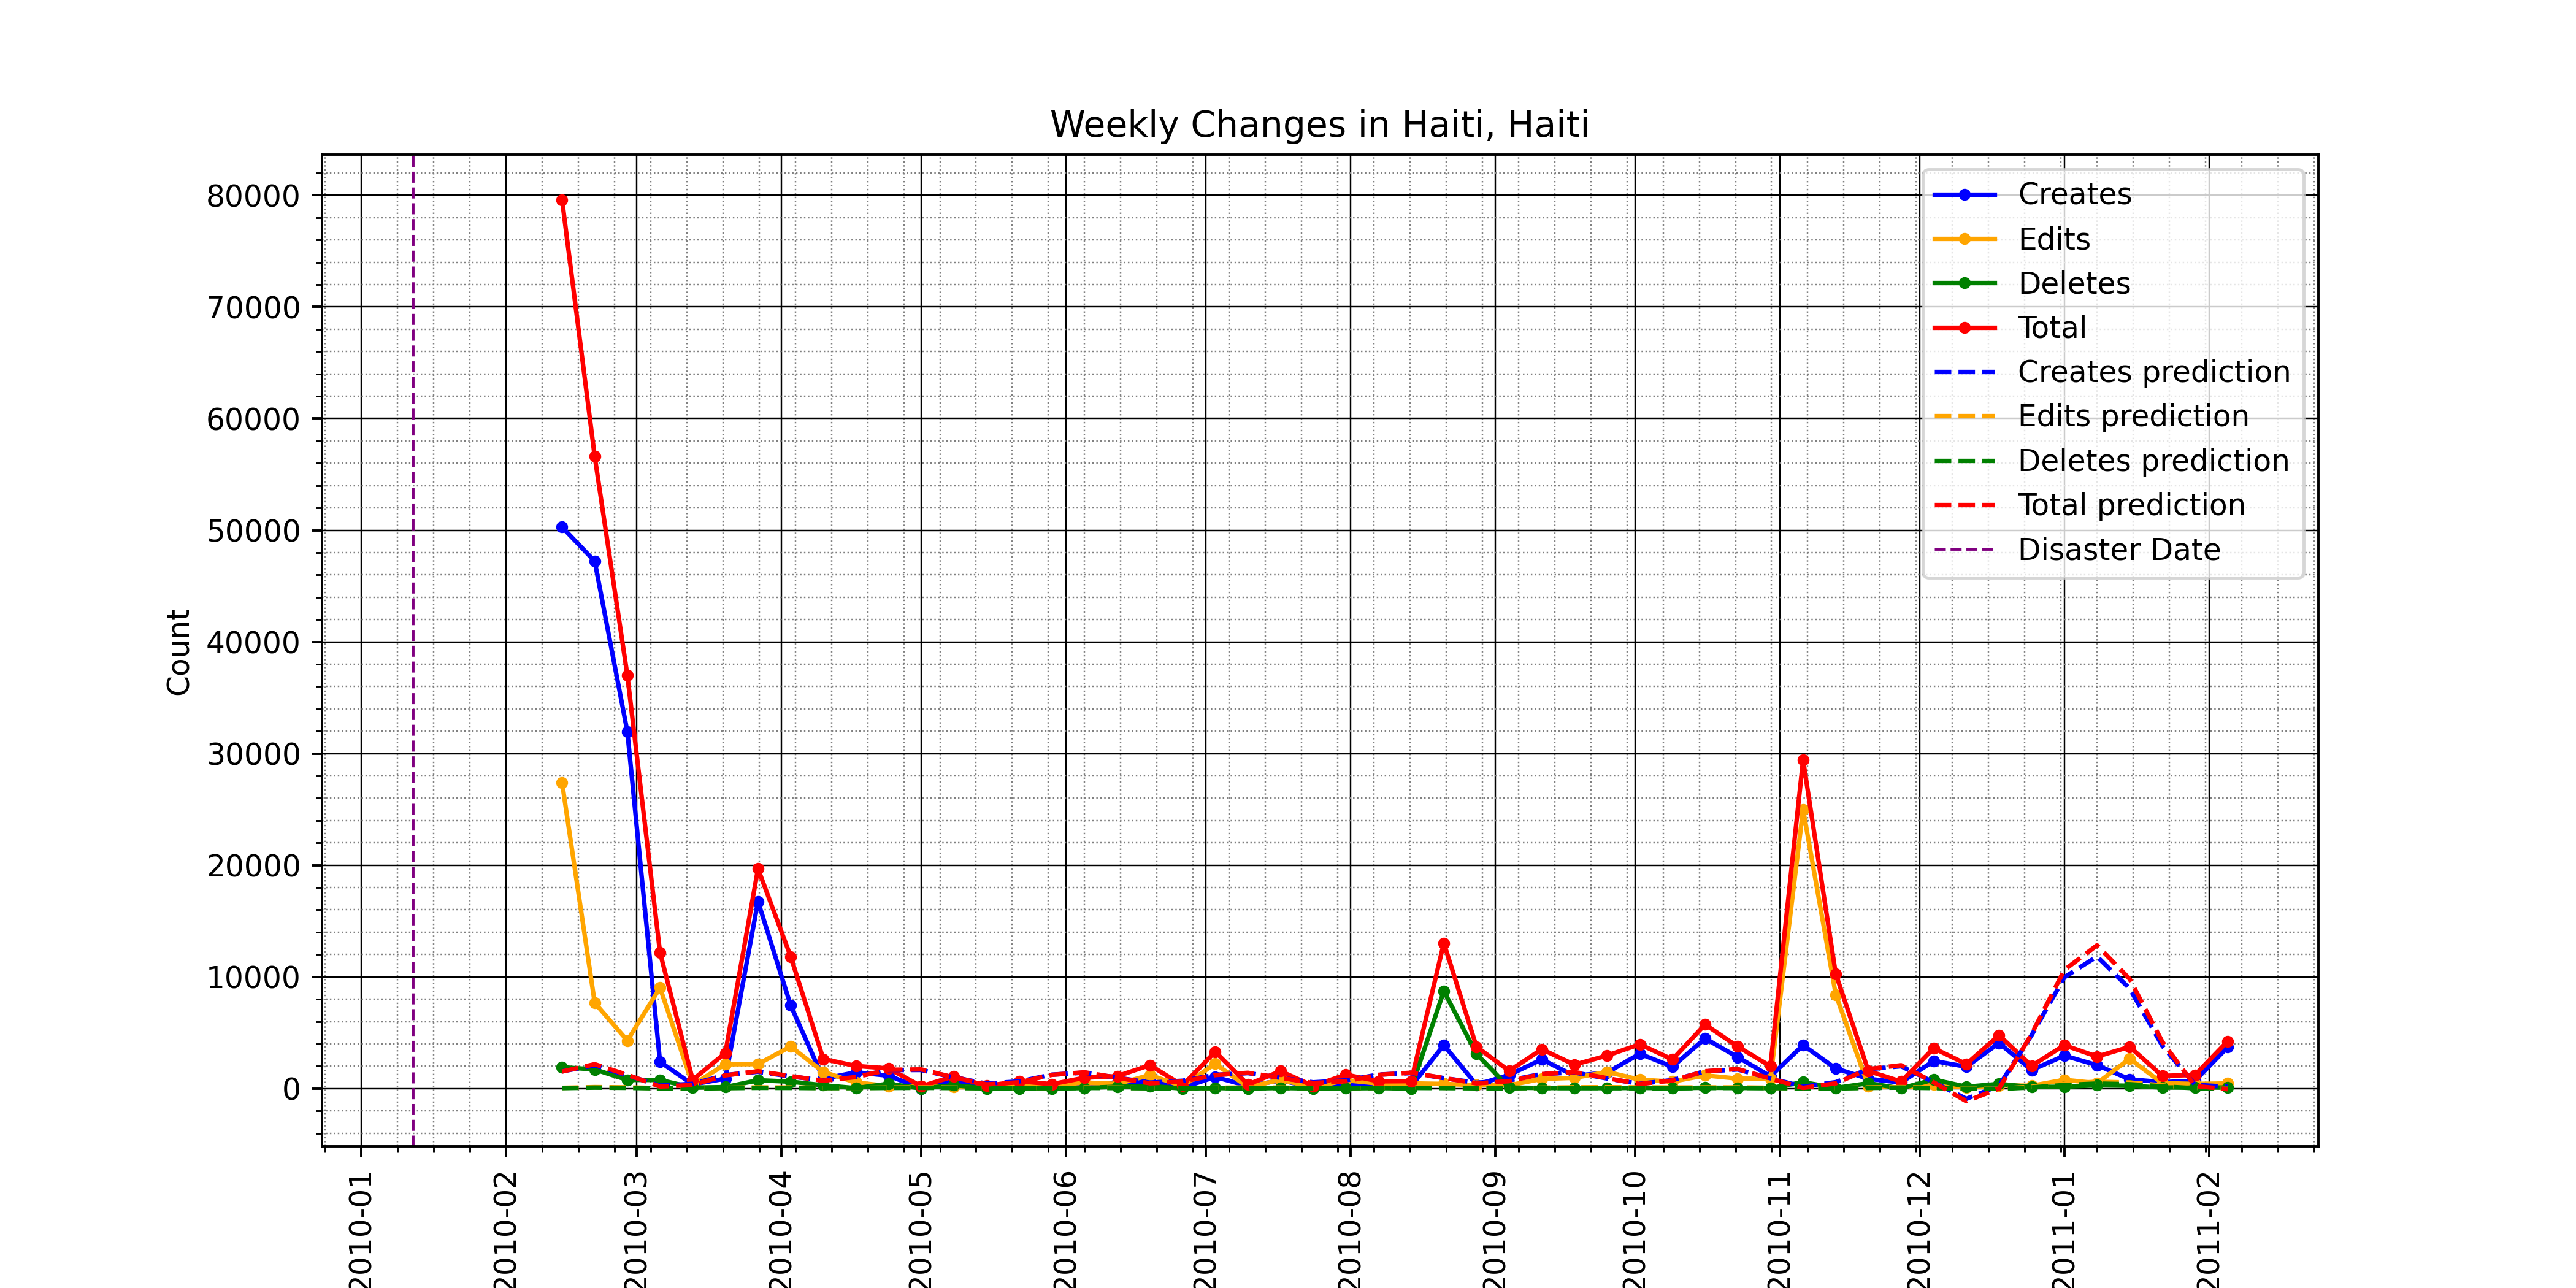 Weekly Changes in Haiti, Haiti
80000
70000
60000
50000
40000
30000
20000
10000
0
Count
Creates
Edits
Deletes
Total
Creates prediction
Edits prediction
Deletes prediction
Total prediction
Disaster Date
2010-01
2010-02
2010-03
2010-04
2010-05
2010-06
2010-07
2010-08
2010-09
2010-10
2010-11
2010-12
2011-01
2011-02